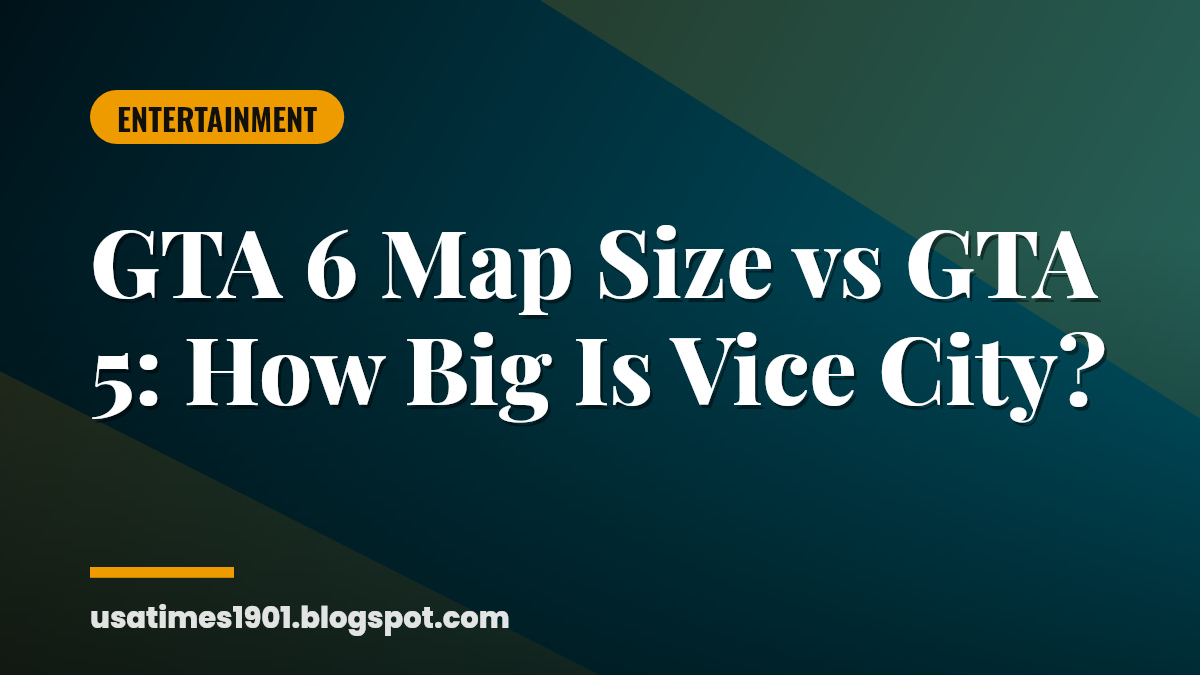 ENTERTAINMENT
GTA 6 Map Size vs GTA
5: How Big Is Vice City?
usatimes1901.blogspot.com